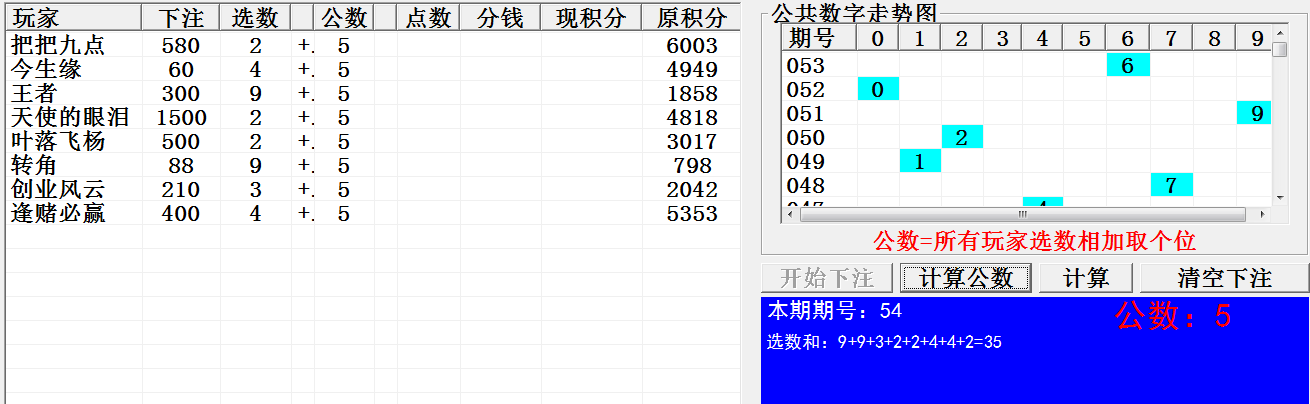 玩家 下注 选数 公数 点数 分钱 现积分 原积分
把把九点 580 2 +. 5 6003
今生缘 60 4 +. 5 4949
王者 300 9 +. 5 1858
天使的眼泪 1500 2 +. 5 4818
叶落飞杨 500 2 +. 5 3017
转角 88 9 +. 5 798
创业风云 210 3 +. 5 2042
逢赌必赢 400 4 +. 5 5353
公共数字走势图
期号 0 1 2 3 4 5 6 7 8 9
053 6
052 0
051 9
050 2
049 1
048 7
047 4
公数=所有玩家选数相加取个位
开始下注 计算公数 计算 清空下注
本期期号：54 公数：5
选数和：9+9+3+2+2+4+4+2=35